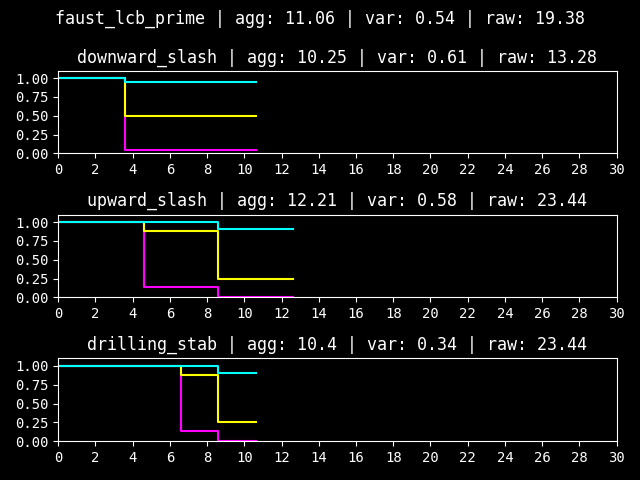 faust_lcb_prime | agg: 11.06 | var: 0.54 | raw: 19.38
downward_slash | agg: 10.25 | var: 0.61 | raw: 13.28
1.00
0.75
0.50
0.25
0.00
0 2 4 6 8 10 12 14 16 18 20 22 24 26 28 30
upward_slash | agg: 12.21 | var: 0.58 | raw: 23.44
1.00
0.75
0.50
0.25
0.00
0 2 4 6 8 10 12 14 16 18 20 22 24 26 28 30
drilling_stab | agg: 10.4 | var: 0.34 | raw: 23.44
1.00
0.75
0.50
0.25
0.00
0 2 4 6 8 10 12 14 16 18 20 22 24 26 28 30